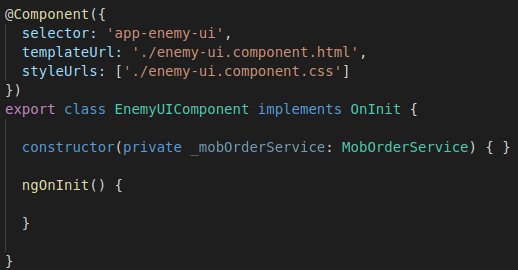 @Component({
  selector: 'app-enemy-ui',
  templateUrl: './enemy-ui.component.html',
  styleUrls: ['./enemy-ui.component.css']
})
export class EnemyUIComponent implements OnInit {
  constructor(private _mobOrderService: MobOrderService) { }
  ngOnInit() {
  }
}